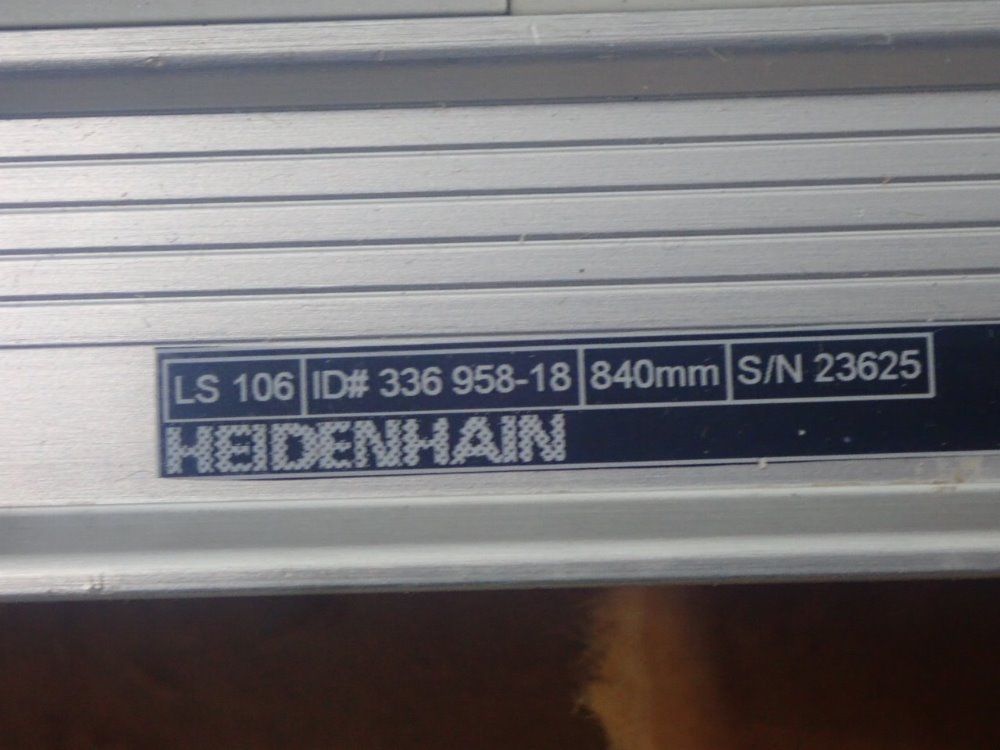 LS 106 ID# 336 958-18 840mm S/N 23625
HEIDENHAIN